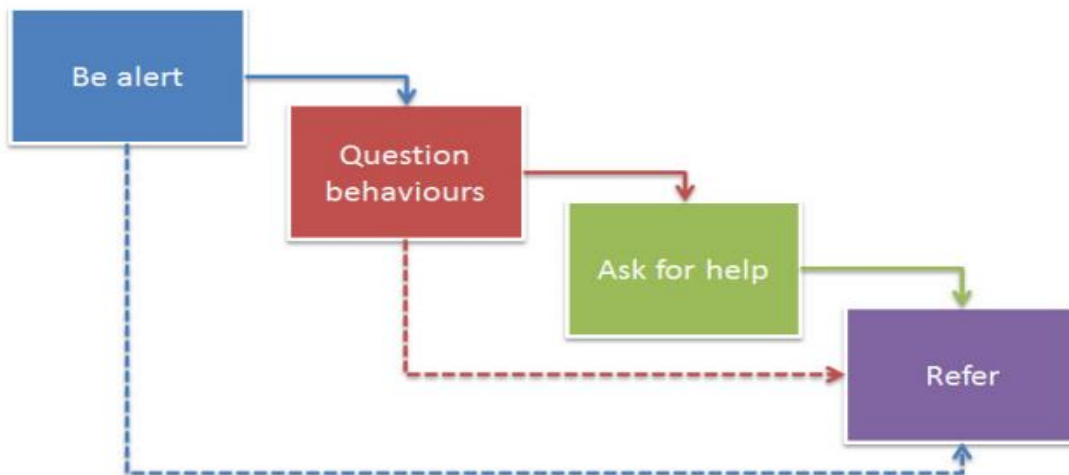 Be alert
Question
behaviours
Ask for help
Refer